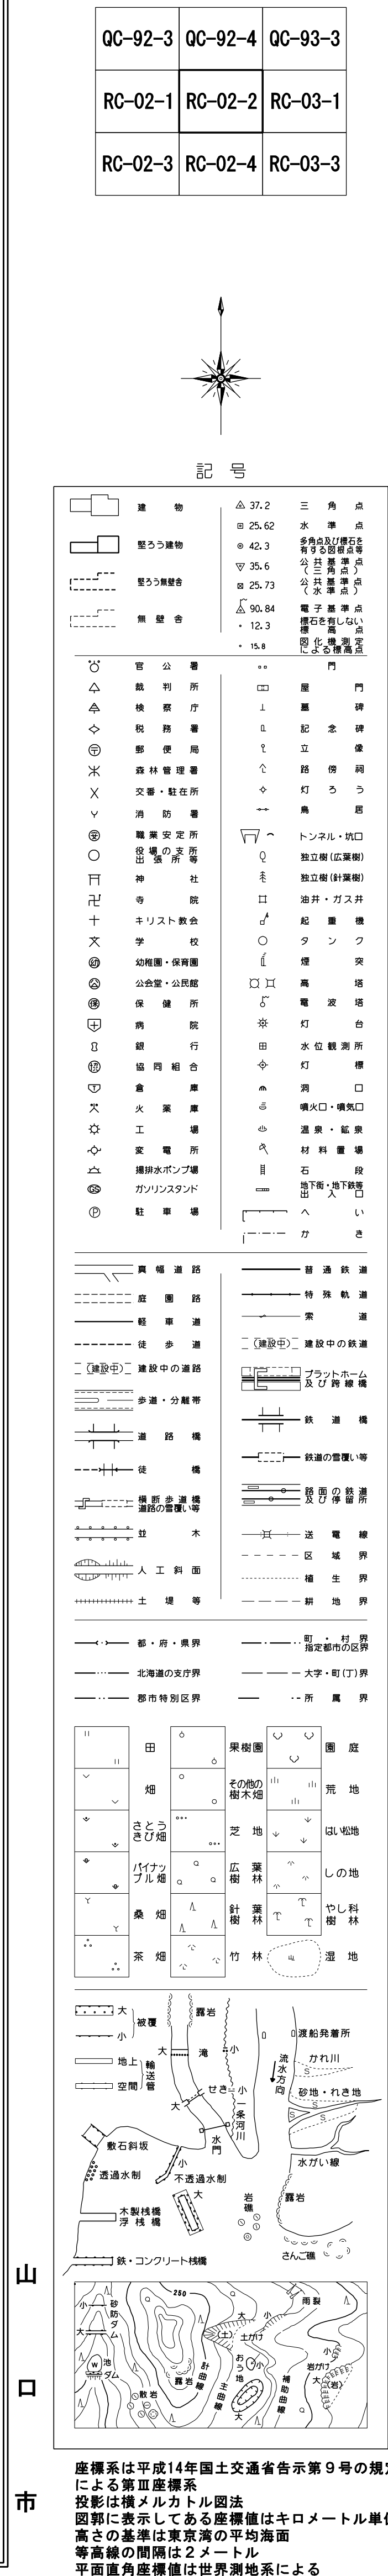 QC-92-3 QC-92-4 QC-93-3
RC-02-1 RC-02-2 RC-03-1
RC-02-3 RC-02-4 RC-03-3
記号
建物
堅ろう建物
堅ろう無壁舎
無壁舎
37.2 三角点
25.62 水準点
42.3 多角点及び標石を
有する図根点等
35.6 公共基準点
(三角点)
25.73 公共基準点
(水準点)
90.84 電子基準点
12.3 標石を有しない
標高点
15.8 図化機測定
による標高点
官公署
裁判所
検察庁
税務署
郵便局
森林管理署
交番・駐在所
消防署
職業安定所
役場の支所
出張所等
神社
寺院
キリスト教会
文 学校
幼 幼稚園・保育園
公 公会堂・公民館
保 保健所
病院
銀行
協 協同組合
倉庫
火薬庫
工場
変電所
揚排水ポンプ場
GS ガソリンスタンド
P 駐車場
門
屋門
墓碑
記念碑
立像
路傍祠
灯ろう
鳥居
トンネル・坑口
独立樹(広葉樹)
独立樹(針葉樹)
油井・ガス井
起重機
タンク
煙突
高塔
電波塔
灯台
水位観測所
灯標
洞口
噴火口・噴気口
温泉・鉱泉
材料置場
石段
地下街・地下鉄等
出入口
へい
かき
真幅道路
庭園路
軽車道
徒歩道
(建設中) 建設中の道路
歩道・分離帯
道路橋
徒橋
横断歩道橋
道路の雪覆い等
並木
人工斜面
土堤等
普通鉄道
特殊軌道
索道
(建設中) 建設中の鉄道
プラットホーム
及び跨線橋
鉄道橋
鉄道の雪覆い等
路面の鉄道
及び停留所
送電線
区域界
植生界
耕地界
都・府・県界
北海道の支庁界
郡市特別区界
町・村界
指定都市の区界
大字・町(丁)界
所属界
田 果樹園 園庭
畑 その他の
樹木畑 荒地
さとう
きび畑 芝地 はい松地
パイナッ
プル畑 広葉
樹林 しの地
桑畑 針葉
樹林 やし科
樹林
茶畑 竹林 湿地
大
小
被覆
地上
空間
輸送管
露岩
大 滝 小
せき 小
大
一条河川
水門
渡船発着所
流水方向
かれ川
砂地・れき地
S
S
S
敷石斜坂
透過水制
小
不透過水制
大
水がい線
木製桟橋
浮桟橋
岩礁
露岩
さんご礁
鉄・コンクリート桟橋
小
砂防ダム
大
池
W
ダム
250
散岩
露岩
計曲線
主曲線
大
小
(土)
土がけ
おう地
小
大
補助曲線
雨裂
小
岩がけ
大
(岩)
山口市
座標系は平成14年国土交通省告示第9号の規定
による第Ⅲ座標系
投影は横メルカトル図法
図郭に表示してある座標値はキロメートル単位
高さの基準は東京湾の平均海面
等高線の間隔は2メートル
平面直角座標値は世界測地系による